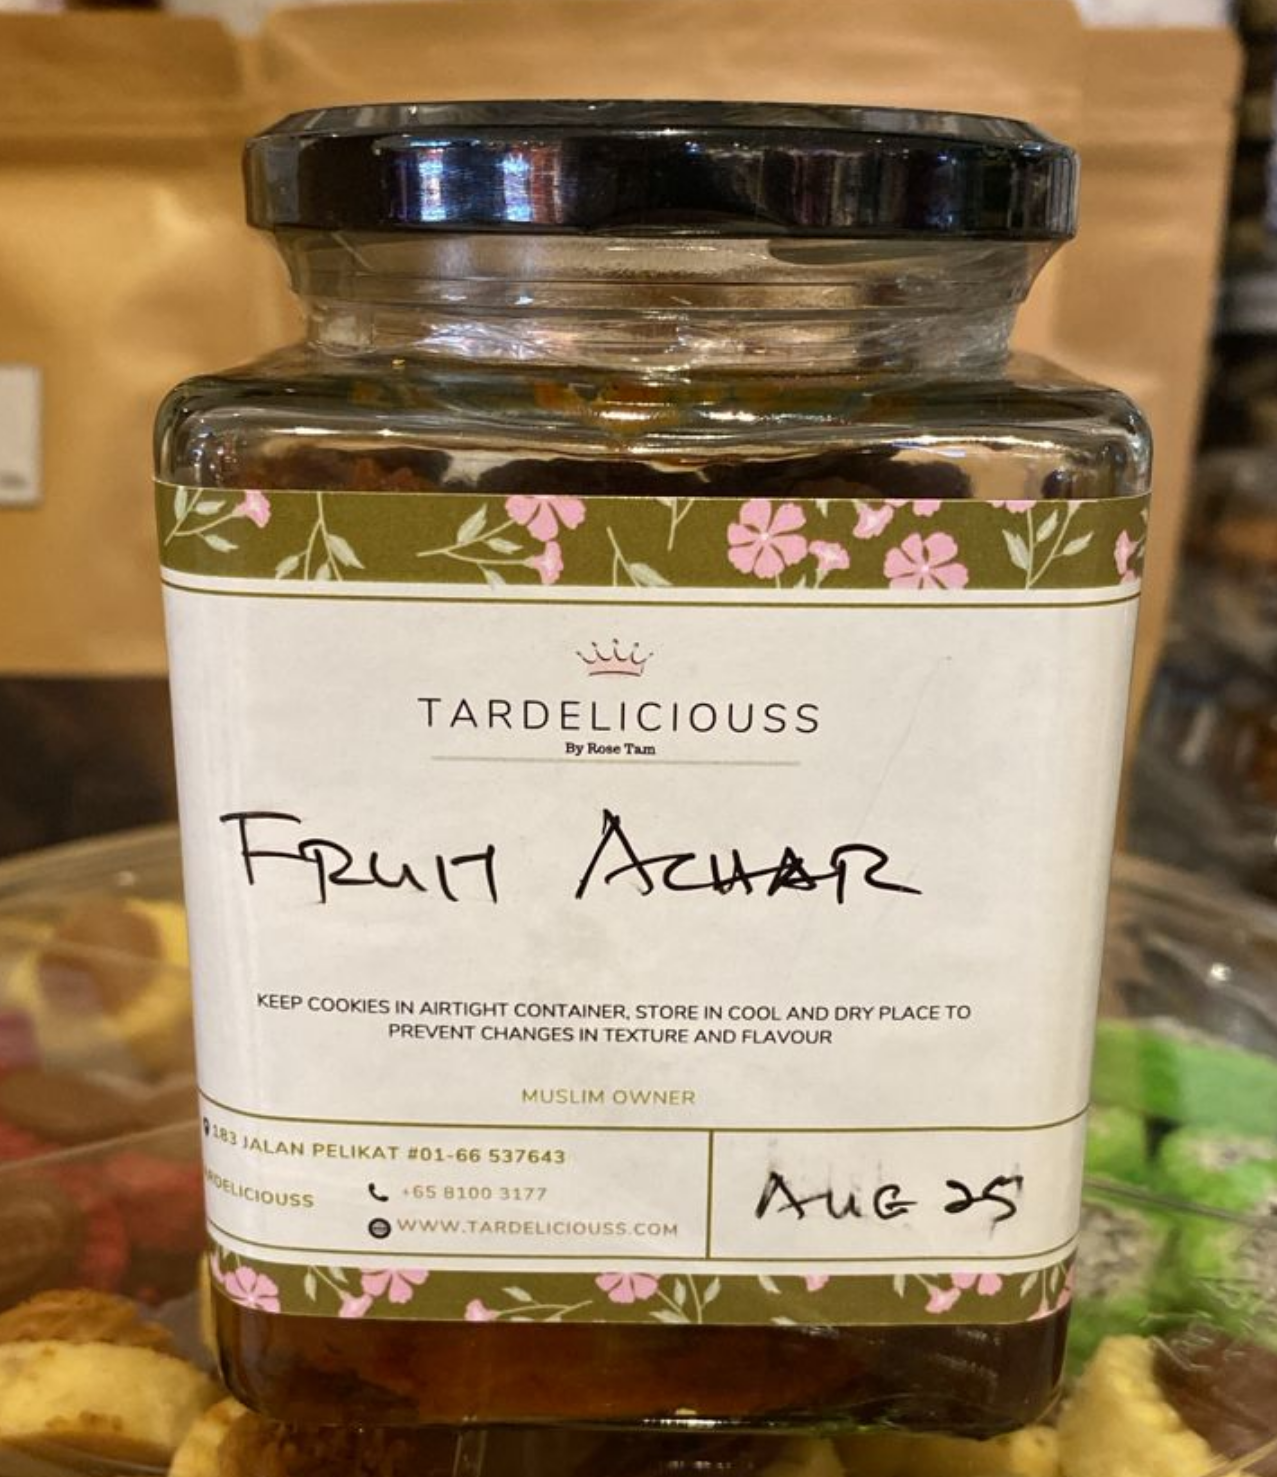 TARDELICIOUSS
By Rose Tam
FRUIT ACHAR
KEEP COOKIES IN AIRTIGHT CONTAINER, STORE IN COOL AND DRY PLACE TO
PREVENT CHANGES IN TEXTURE AND FLAVOUR
MUSLIM OWNER
183 JALAN PELIKAT #01-66 537643
RDELICIOUSS
+65 8100 3177
WWW.TARDELICIOUSS.COM
AUG 25